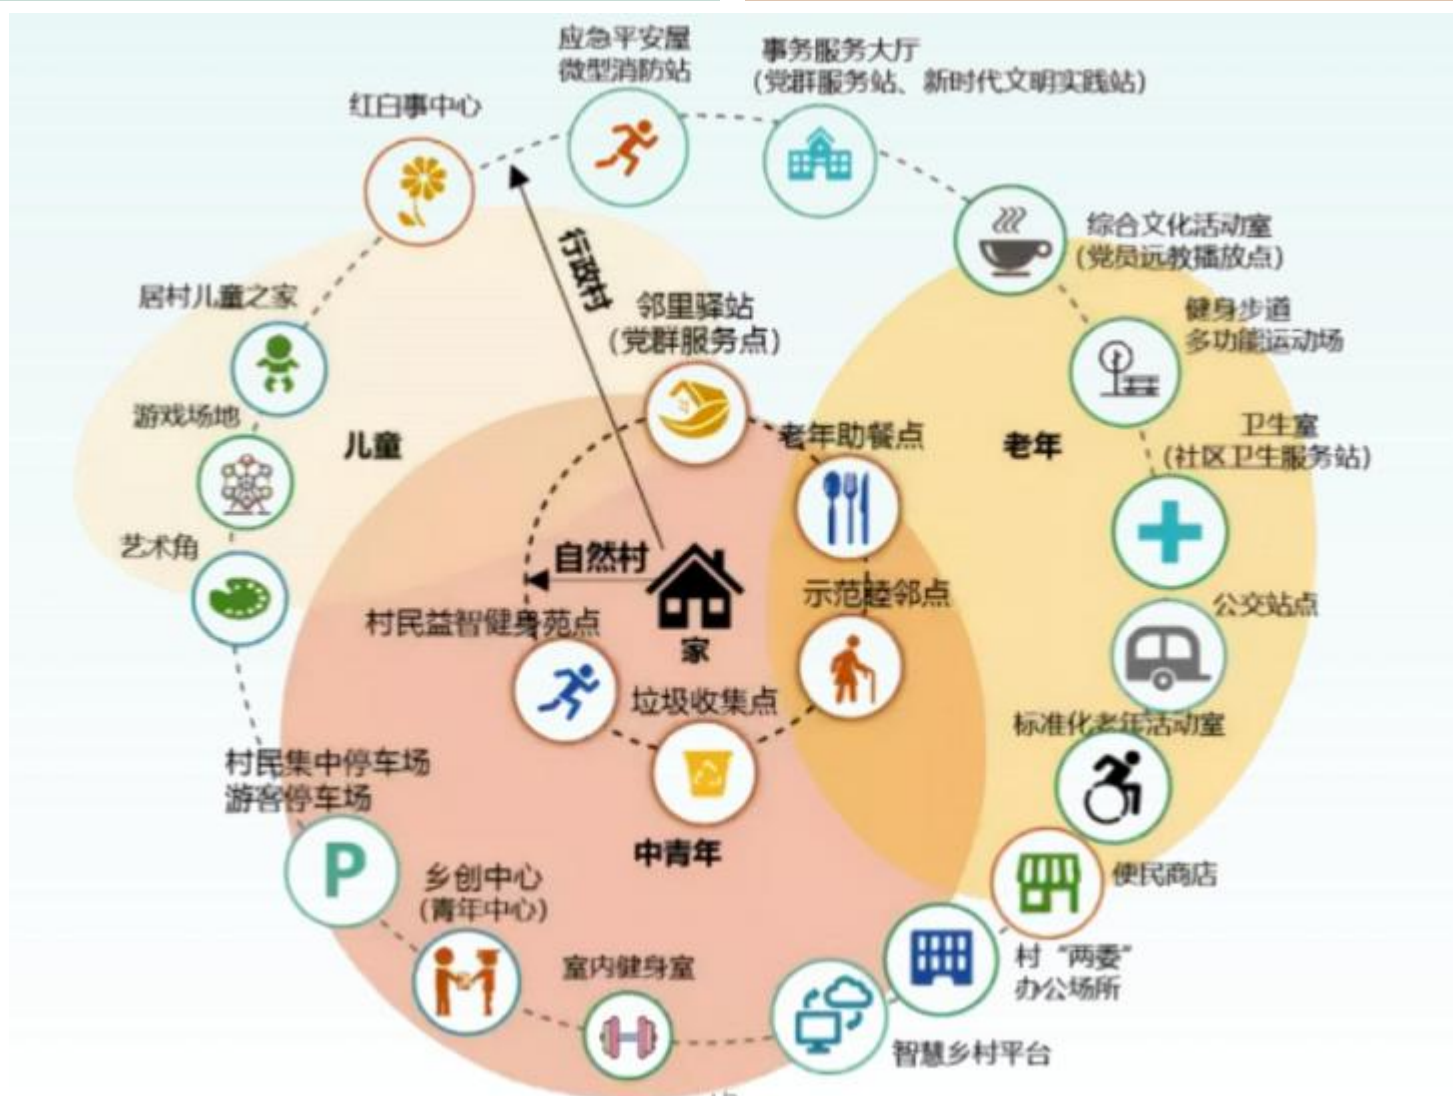 应急平安屋
微型消防站
事务服务大厅
（党群服务站、新时代文明实践站）
红白事中心
综合文化活动室
（党员远教播放点）
行政村
居村儿童之家
邻里驿站
（党群服务点）
健身步道
多功能运动场
游戏场地
儿童
老年助餐点
老年
卫生室
（社区卫生服务站）
艺术角
自然村
示范睦邻点
公交站点
村民益智健身苑点
家
垃圾收集点
标准化老年活动室
村民集中停车场
游客停车场
P
中青年
乡创中心
（青年中心）
便民商店
室内健身室
村“两委”
办公场所
智慧乡村平台